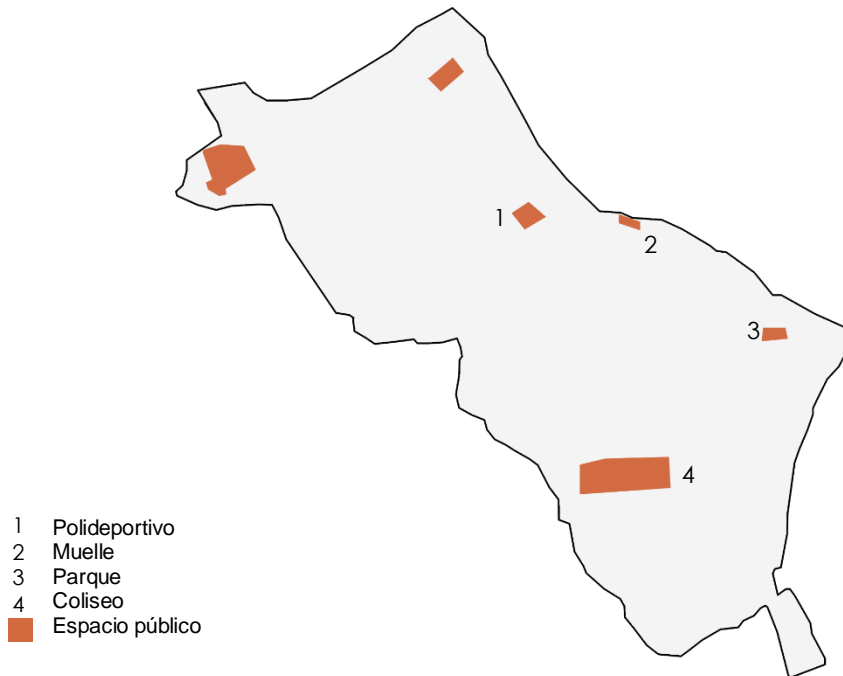 1
2
3
4
1 Polideportivo
2 Muelle
3 Parque
4 Coliseo
Espacio público